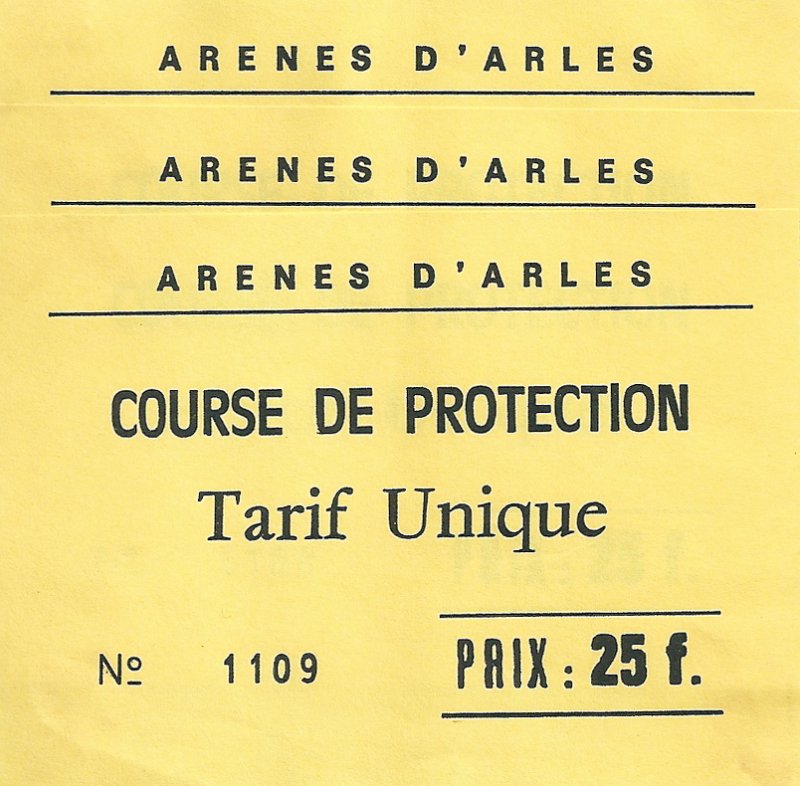 ARENES D'ARLES
ARENES D'ARLES
ARENES D'ARLES
COURSE DE PROTECTION
Tarif Unique
Nº 1109 PRIX : 25 f.